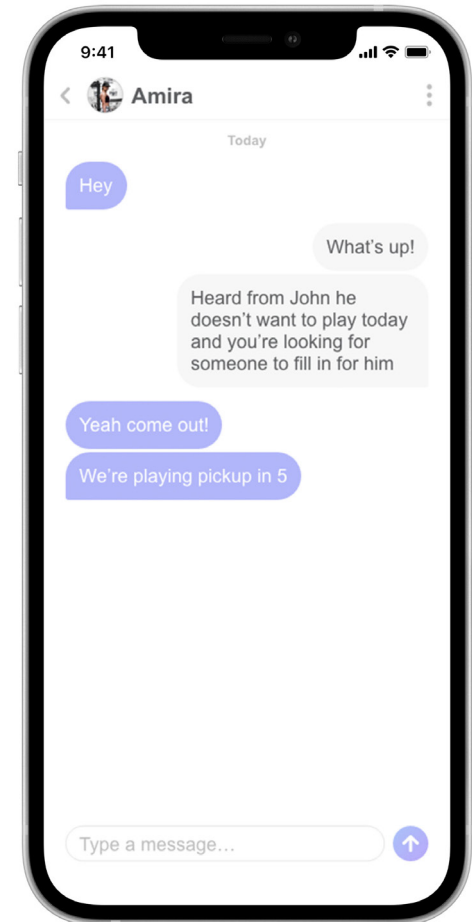 9:41
Amira
Today
Hey
What's up!
Heard from John he
doesn't want to play today
and you're looking for
someone to fill in for him
Yeah come out!
We're playing pickup in 5
Type a message...